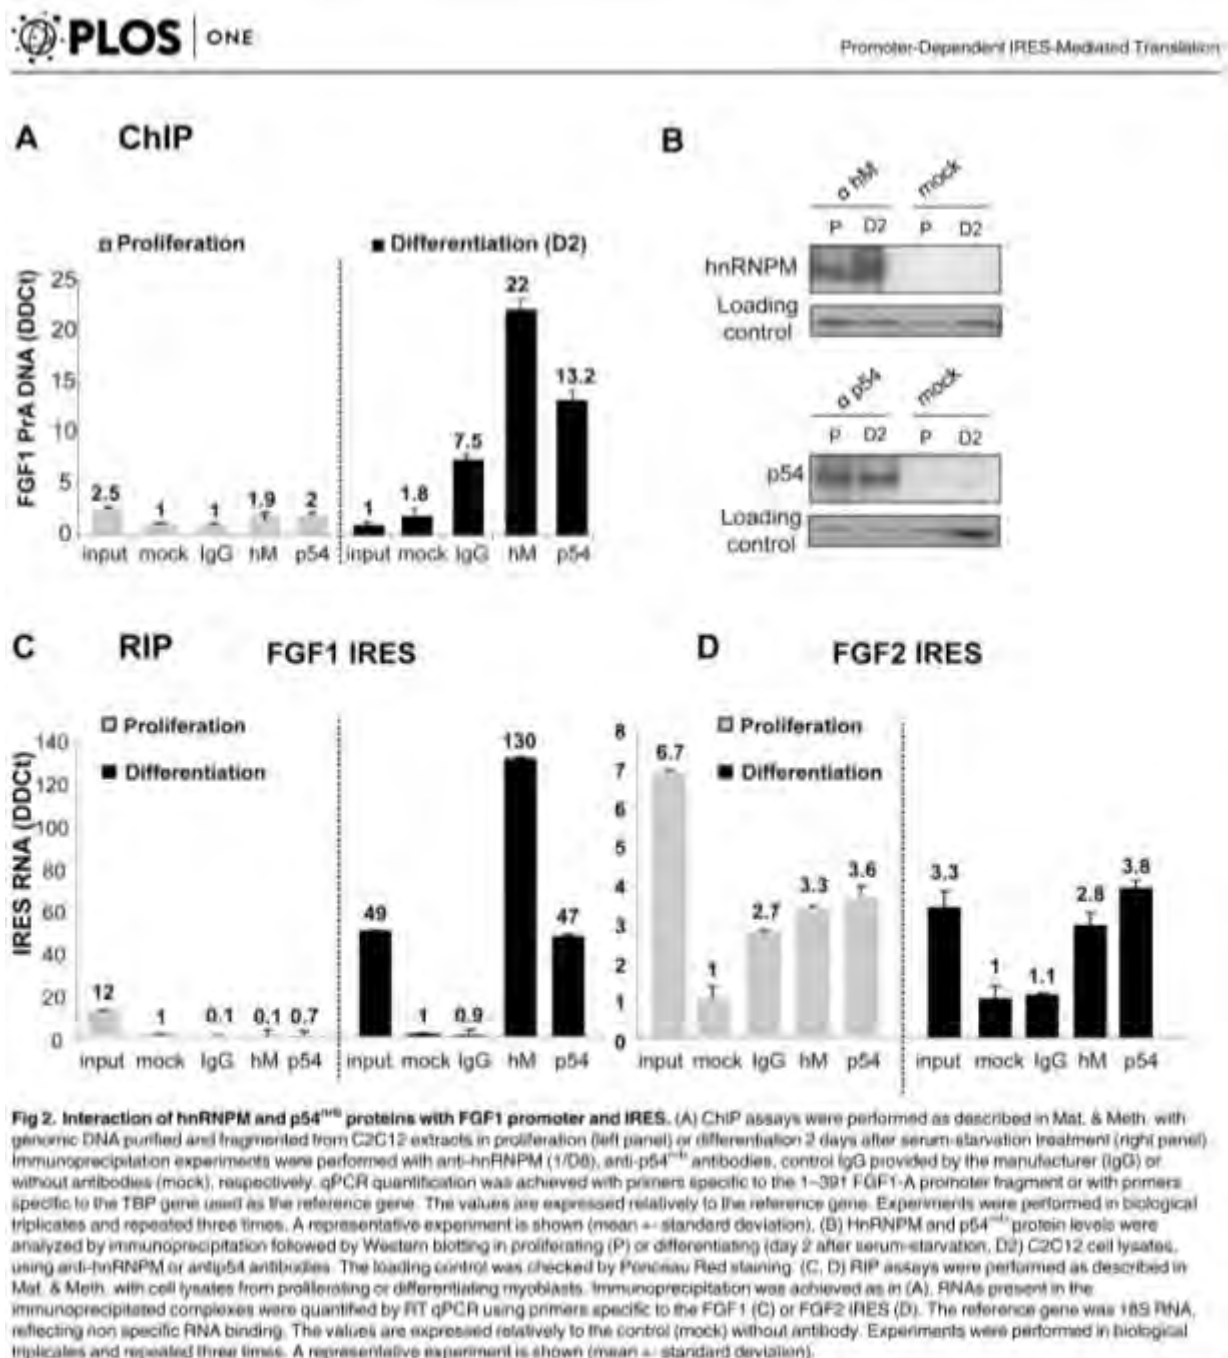 PLOS ONE
Promoter-Dependent IRES-Mediated Translation
A ChIP
Proliferation
Differentiation (D2)
FGF1 PrA DNA (DDCt)
25
20
15
10
5
0
2.5 1 1 1.9 2
1 1.8 7.5 22 13.2
input mock IgG hM p54
input mock IgG hM p54
B
α hM mock
P D2 P D2
hnRNPM
Loading
control
α p54 mock
P D2 P D2
p54
Loading
control
C RIP FGF1 IRES
Proliferation
Differentiation
IRES RNA (DDCt)
140
120
100
80
60
40
20
0
12 1 0.1 0.1 0.7
49 1 0.9 130 47
input mock IgG hM p54
input mock IgG hM p54
D FGF2 IRES
Proliferation
Differentiation
8
7
6
5
4
3
2
1
0
6.7 1 2.7 3.3 3.6
3.3 1 1.1 2.8 3.8
input mock IgG hM p54
input mock IgG hM p54
Fig 2. Interaction of hnRNPM and p54nrb proteins with FGF1 promoter and IRES. (A) ChIP assays were performed as described in Mat. & Meth. with
genomic DNA purified and fragmented from C2C12 extracts in proliferation (left panel) or differentiation 2 days after serum-starvation treatment (right panel).
Immunoprecipitation experiments were performed with anti-hnRNPM (1/D8), anti-p54nrb antibodies, control IgG provided by the manufacturer (IgG) or
without antibodies (mock), respectively. qPCR quantification was achieved with primers specific to the 1–391 FGF1-A promoter fragment or with primers
specific to the TBP gene used as the reference gene. The values are expressed relatively to the reference gene. Experiments were performed in biological
triplicates and repeated three times. A representative experiment is shown (mean +- standard deviation). (B) HnRNPM and p54nrb protein levels were
analyzed by immunoprecipitation followed by Western blotting in proliferating (P) or differentiating (day 2 after serum-starvation, D2) C2C12 cell lysates,
using anti-hnRNPM or antip54 antibodies. The loading control was checked by Ponceau Red staining. (C, D) RIP assays were performed as described in
Mat. & Meth. with cell lysates from proliferating or differentiating myoblasts. Immunoprecipitation was achieved as in (A). RNAs present in the
immunoprecipitated complexes were quantified by RT qPCR using primers specific to the FGF1 (C) or FGF2 IRES (D). The reference gene was 18S RNA,
reflecting non specific RNA binding. The values are expressed relatively to the control (mock) without antibody. Experiments were performed in biological
triplicates and repeated three times. A representative experiment is shown (mean +- standard deviation).